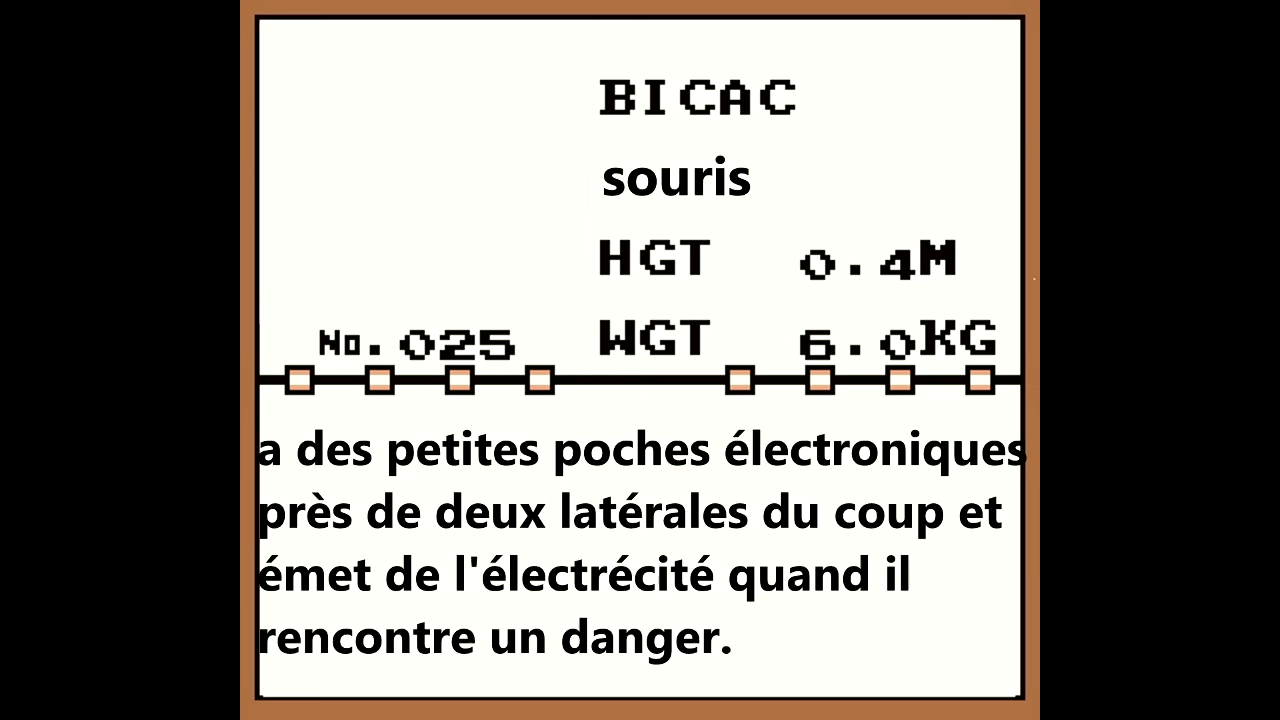 BICAC
souris
HGT 0.4M
No.025 WGT 6.0KG
a des petites poches électroniques
près de deux latérales du coup et
émet de l'électrécité quand il
rencontre un danger.